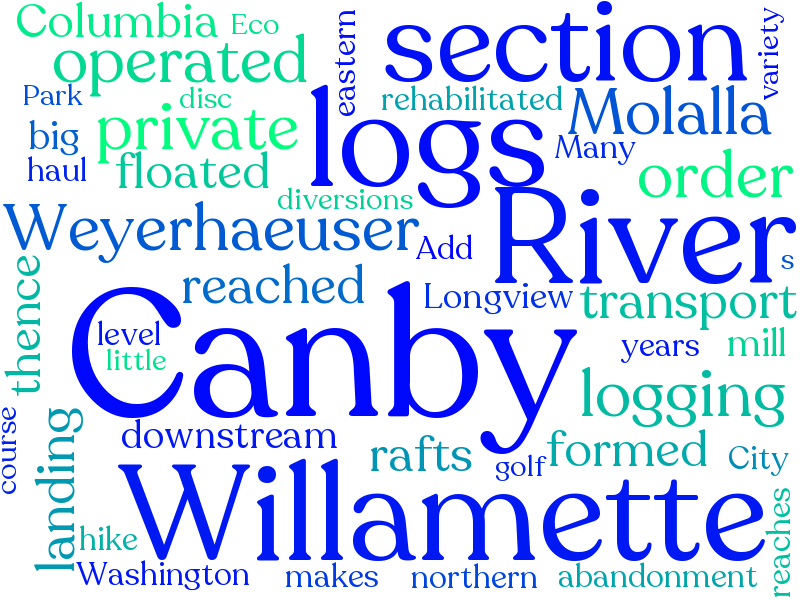 Columbia
Eco
section
eastern
variety
operated
Park
disc
logs
rehabilitated
Molalla
big
private
Many
haul
floated
order
diversions
River
Weyerhaeuser
Add
s
thence
reached
Longview
transport
Canby
level
little
years
mill
logging
course
landing
downstream
rafts
formed
golf
City
Willamette
reaches
hike
Washington
makes
northern
abandonment